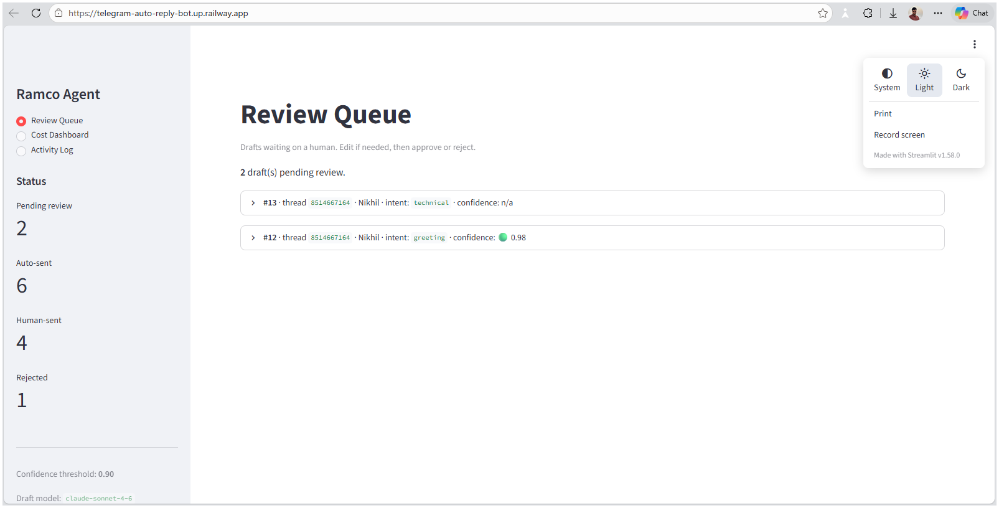 https://telegram-auto-reply-bot.up.railway.app
Chat
Ramco Agent
Review Queue
Cost Dashboard
Activity Log
Status
Pending review
2
Auto-sent
6
Human-sent
4
Rejected
1
Confidence threshold: 0.90
Draft model: claude-sonnet-4-6
Review Queue
Drafts waiting on a human. Edit if needed, then approve or reject.
2 draft(s) pending review.
#13 · thread 8514667164 · Nikhil · intent: technical · confidence: n/a
#12 · thread 8514667164 · Nikhil · intent: greeting · confidence: 0.98
System Light Dark
Print
Record screen
Made with Streamlit v1.58.0